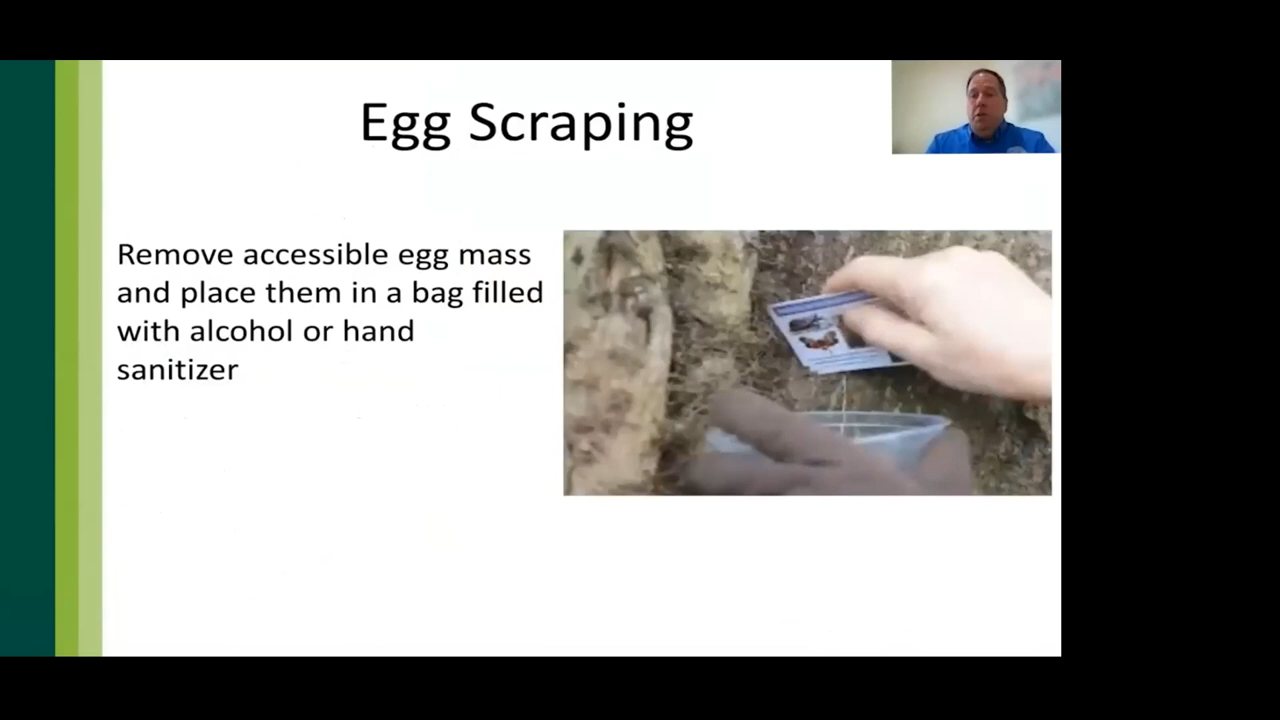 Egg Scraping
Remove accessible egg mass
and place them in a bag filled
with alcohol or hand
sanitizer